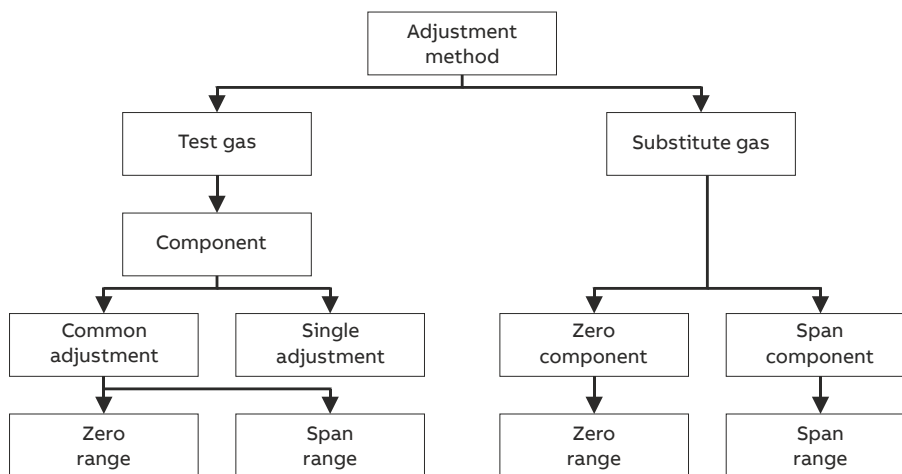 Adjustment
method
Test gas
Substitute gas
Component
Common
adjustment
Single
adjustment
Zero
component
Span
component
Zero
range
Span
range
Zero
range
Span
range